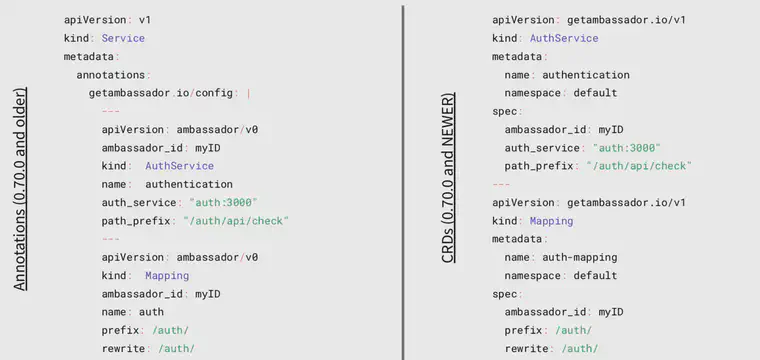 Annotations (0.70.0 and older)
apiVersion: v1
kind: Service
metadata:
annotations:
getambassador.io/config: |
---
apiVersion: ambassador/v0
ambassador_id: myID
kind:  AuthService
name:  authentication
auth_service: "auth:3000"
path_prefix: "/auth/api/check"
---
apiVersion: ambassador/v0
kind:  Mapping
ambassador_id: myID
name: auth
prefix: /auth/
rewrite: /auth/
CRDs (0.70.0 and NEWER)
apiVersion: getambassador.io/v1
kind: AuthService
metadata:
name: authentication
namespace: default
spec:
ambassador_id: myID
auth_service: "auth:3000"
path_prefix: "/auth/api/check"
---
apiVersion: getambassador.io/v1
kind: Mapping
metadata:
name: auth-mapping
namespace: default
spec:
ambassador_id: myID
prefix: /auth/
rewrite: /auth/